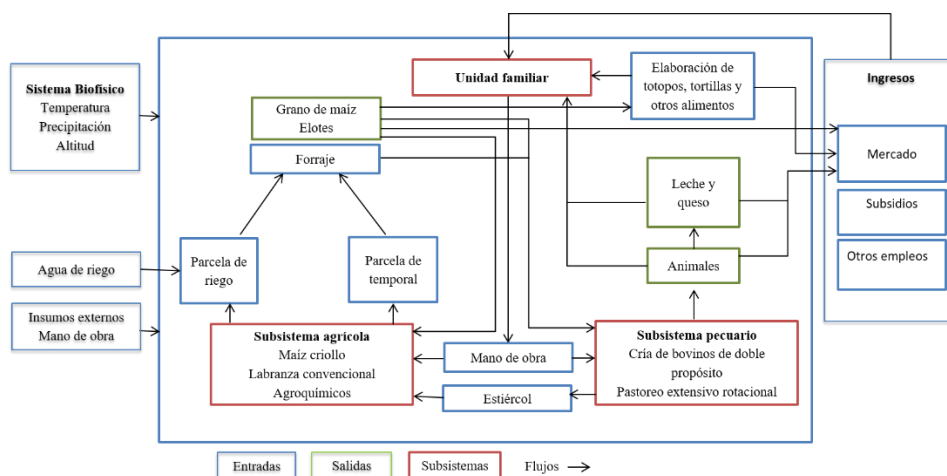 Sistema Biofísico
Temperatura
Precipitación
Altitud
Agua de riego
Insumos externos
Mano de obra
Unidad familiar
Elaboración de
totopos, tortillas y
otros alimentos
Grano de maíz
Elotes
Forraje
Parcela de
riego
Parcela de
temporal
Leche y
queso
Animales
Subsistema agrícola
Maíz criollo
Labranza convencional
Agroquímicos
Mano de obra
Estiércol
Subsistema pecuario
Cría de bovinos de doble
propósito
Pastoreo extensivo rotacional
Ingresos
Mercado
Subsidios
Otros empleos
Entradas
Salidas
Subsistemas
Flujos